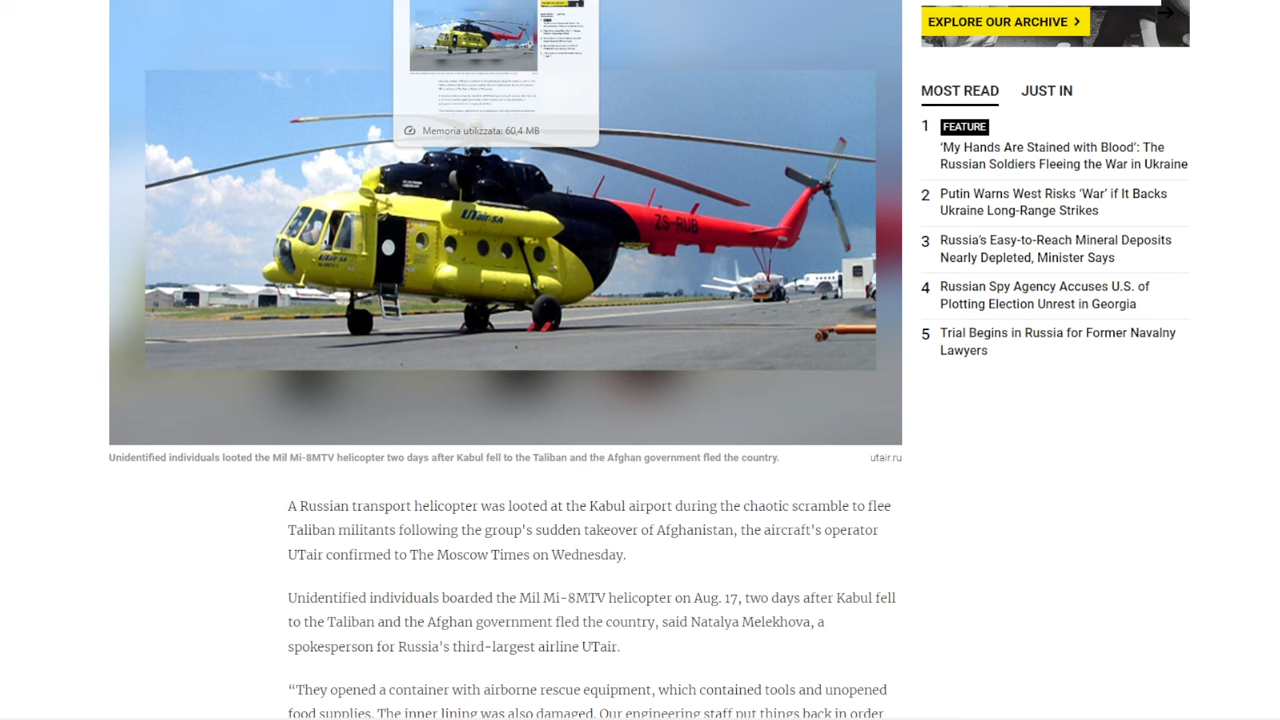 EXPLORE OUR ARCHIVE
Memoria utilizzata: 60,4 MB
UTair-SA
UTair-SA
ZS-RUB
MOST READ JUST IN
1 FEATURE
‘My Hands Are Stained with Blood’: The
Russian Soldiers Fleeing the War in Ukraine
2 Putin Warns West Risks ‘War’ if It Backs
Ukraine Long-Range Strikes
3 Russia’s Easy-to-Reach Mineral Deposits
Nearly Depleted, Minister Says
4 Russian Spy Agency Accuses U.S. of
Plotting Election Unrest in Georgia
5 Trial Begins in Russia for Former Navalny
Lawyers
Unidentified individuals looted the Mil Mi-8MTV helicopter two days after Kabul fell to the Taliban and the Afghan government fled the country. utair.ru
A Russian transport helicopter was looted at the Kabul airport during the chaotic scramble to flee
Taliban militants following the group's sudden takeover of Afghanistan, the aircraft's operator
UTair confirmed to The Moscow Times on Wednesday.
Unidentified individuals boarded the Mil Mi-8MTV helicopter on Aug. 17, two days after Kabul fell
to the Taliban and the Afghan government fled the country, said Natalya Melekhova, a
spokesperson for Russia's third-largest airline UTair.
“They opened a container with airborne rescue equipment, which contained tools and unopened
food supplies. The inner lining was also damaged. Our engineering staff put things back in order